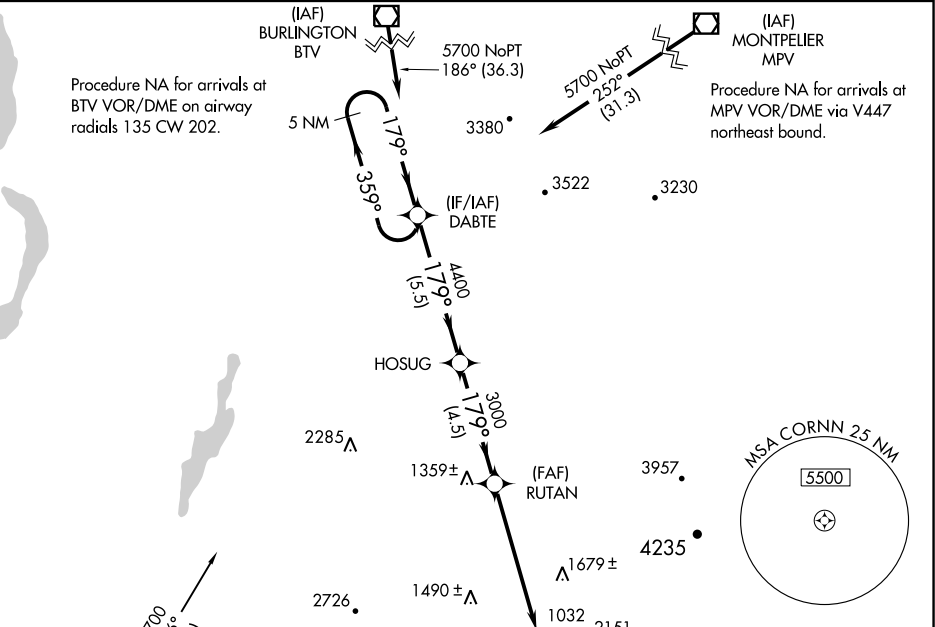 (IAF)
BURLINGTON
BTV
5700 NoPT
186° (36.3)
(IAF)
MONTPELIER
MPV
5700 NoPT
252°
(31.3)
Procedure NA for arrivals at
BTV VOR/DME on airway
radials 135 CW 202.
Procedure NA for arrivals at
MPV VOR/DME via V447
northeast bound.
5 NM
179°
359°
3380
3522
3230
(IF/IAF)
DABTE
4400
179°
(5.5)
HOSUG
3000
179°
(4.5)
2285
1359±
(FAF)
RUTAN
3957
4235
MSA CORNN 25 NM
5500
1679±
1490±
2726
1032